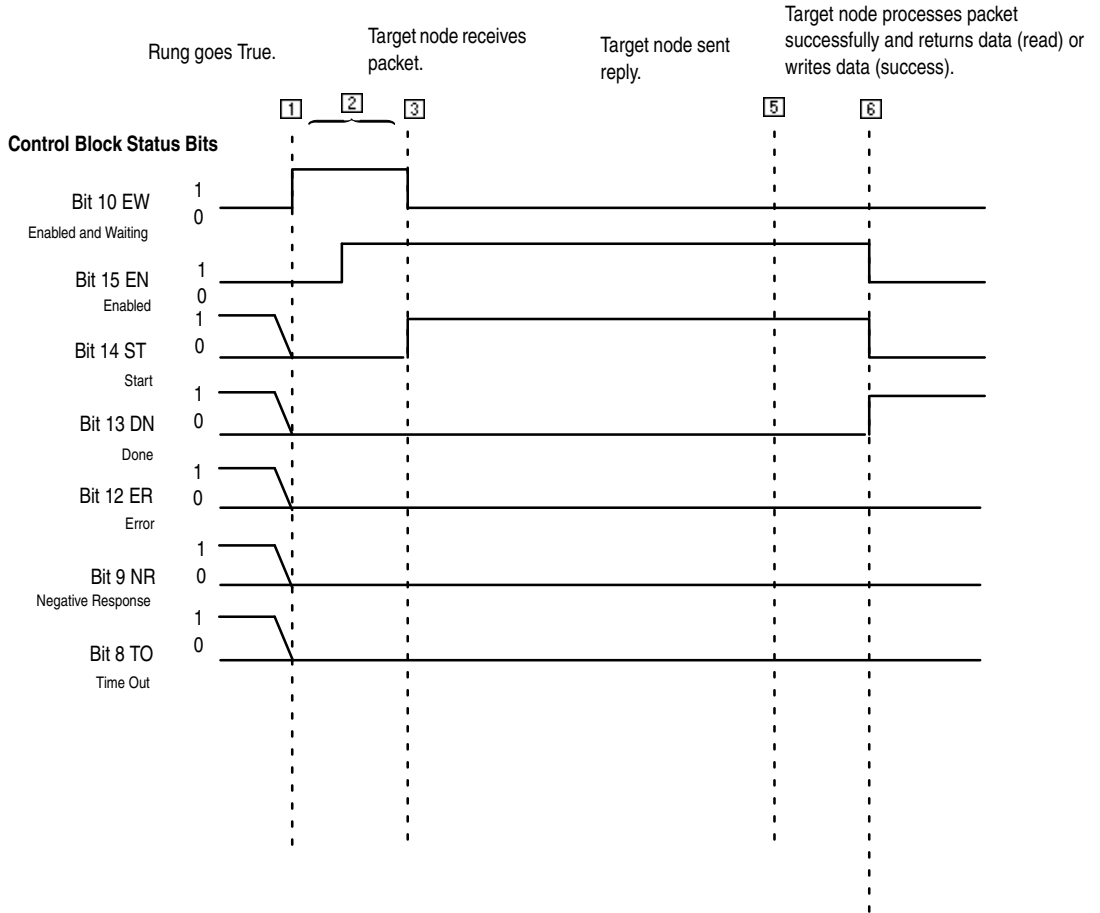 Rung goes True.
Target node receives
packet.
Target node sent
reply.
Target node processes packet
successfully and returns data (read) or
writes data (success).
1
2
3
5
6
Control Block Status Bits
Bit 10 EW
1
0
Enabled and Waiting
Bit 15 EN
1
0
Enabled
Bit 14 ST
1
0
Start
Bit 13 DN
1
0
Done
Bit 12 ER
1
0
Error
Bit 9 NR
1
0
Negative Response
Bit 8 TO
1
0
Time Out